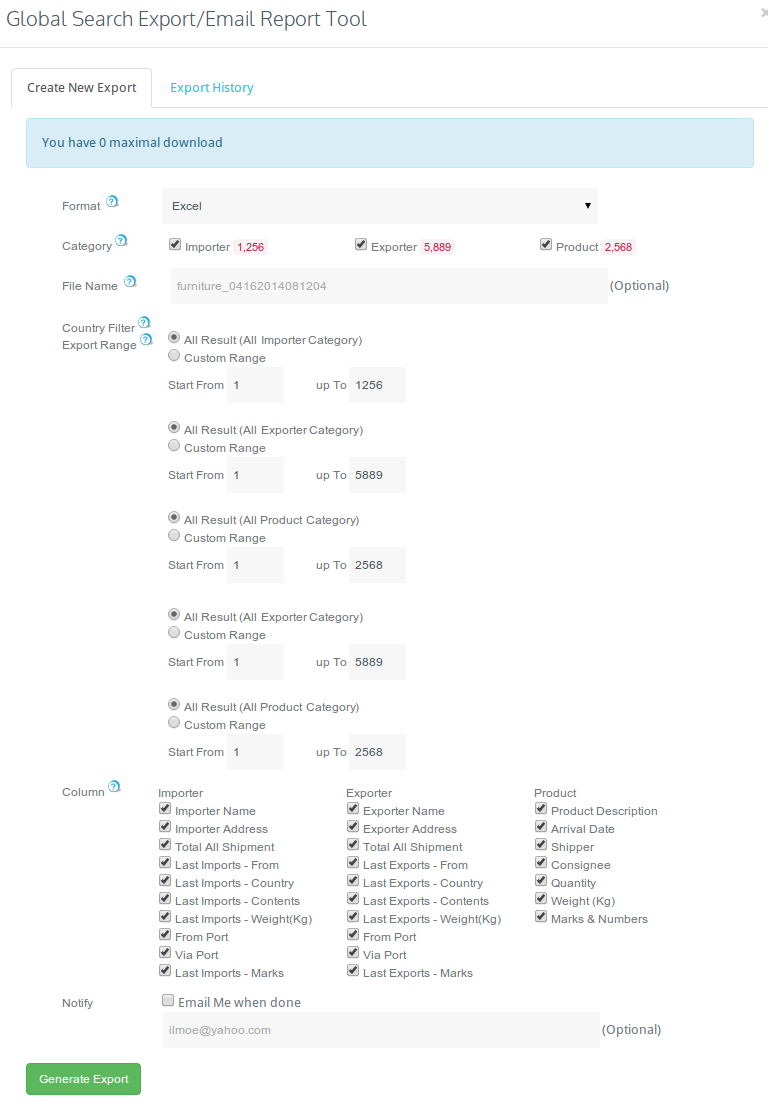 Global Search Export/Email Report Tool
Create New Export Export History
You have 0 maximal download
Format Excel
Category Importer 1,256 Exporter 5,889 Product 2,568
File Name furniture_04162014081204 (Optional)
Country Filter
Export Range
All Result (All Importer Category)
Custom Range
Start From 1 up To 1256
All Result (All Exporter Category)
Custom Range
Start From 1 up To 5889
All Result (All Product Category)
Custom Range
Start From 1 up To 2568
All Result (All Exporter Category)
Custom Range
Start From 1 up To 5889
All Result (All Product Category)
Custom Range
Start From 1 up To 2568
Column
Importer Exporter Product
Importer Name Exporter Name Product Description
Importer Address Exporter Address Arrival Date
Total All Shipment Total All Shipment Shipper
Last Imports - From Last Exports - From Consignee
Last Imports - Country Last Exports - Country Quantity
Last Imports - Contents Last Exports - Contents Weight (Kg)
Last Imports - Weight(Kg) Last Exports - Weight(Kg) Marks & Numbers
From Port From Port
Via Port Via Port
Last Imports - Marks Last Exports - Marks
Notify Email Me when done
ilmoe@yahoo.com (Optional)
Generate Export